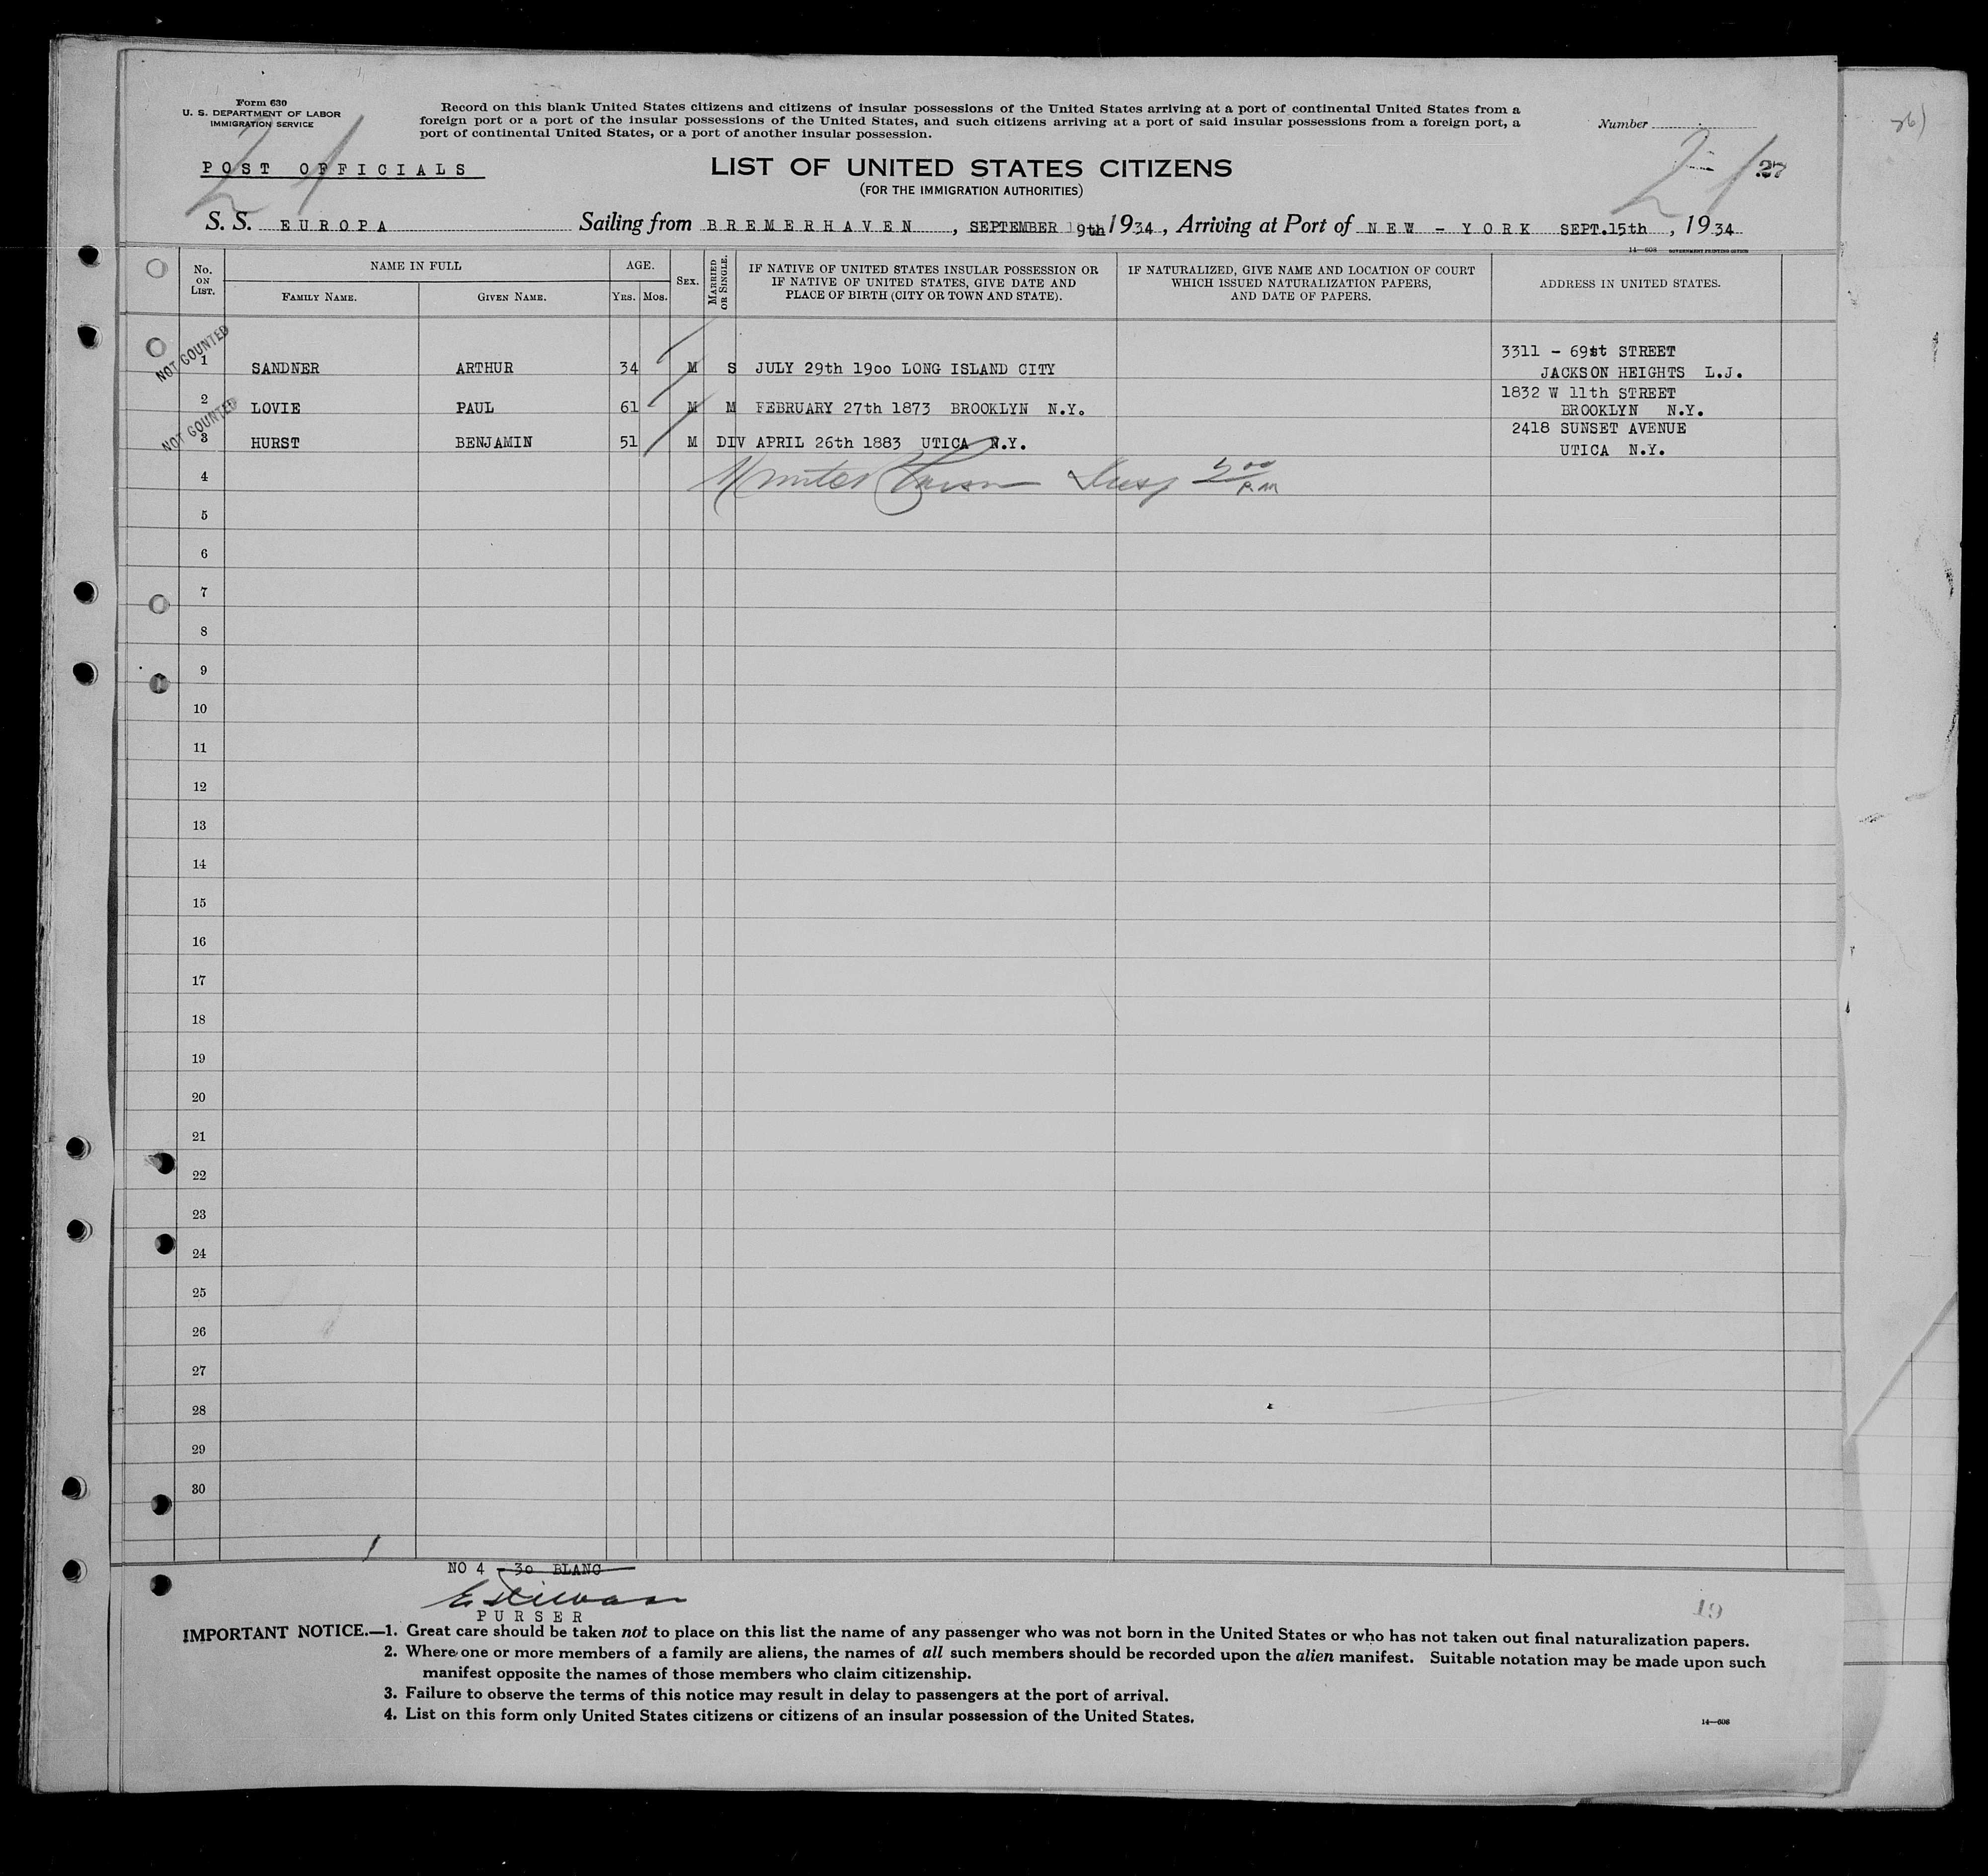 Form 630
U. S. DEPARTMENT OF LABOR
IMMIGRATION SERVICE
Record on this blank United States citizens and citizens of insular possessions of the United States arriving at a port of continental United States from a
foreign port or a port of the insular possessions of the United States, and such citizens arriving at a port of said insular possessions from a foreign port, a
port of continental United States, or a port of another insular possession.
Number
26)
21
21
27
POST OFFICIALS
LIST OF UNITED STATES CITIZENS
(FOR THE IMMIGRATION AUTHORITIES)
S. S. EUROPA Sailing from BREMERHAVEN, SEPTEMBER 9th 1934, Arriving at Port of NEW - YORK SEPT.15th, 1934
14—608 GOVERNMENT PRINTING OFFICE
No. ON LIST.
NAME IN FULL
FAMILY NAME.
GIVEN NAME.
AGE.
YRS.
MOS.
SEX.
MARRIED OR SINGLE.
IF NATIVE OF UNITED STATES INSULAR POSSESSION OR
IF NATIVE OF UNITED STATES, GIVE DATE AND
PLACE OF BIRTH (CITY OR TOWN AND STATE).
IF NATURALIZED, GIVE NAME AND LOCATION OF COURT
WHICH ISSUED NATURALIZATION PAPERS,
AND DATE OF PAPERS.
ADDRESS IN UNITED STATES.
NOT COUNTED
1 SANDNER ARTHUR 34 M S JULY 29th 19oo LONG ISLAND CITY 3311 - 69st STREET
JACKSON HEIGHTS L.J.
NOT COUNTED
2 LOVIE PAUL 61 M M FEBRUARY 27th 1873 BROOKLYN N.Y. 1832 W 11th STREET
BROOKLYN N.Y.
3 HURST BENJAMIN 51 M DIV APRIL 26th 1883 UTICA N.Y. 2418 SUNSET AVENUE
UTICA N.Y.
4 Insp 5 00 P.M
5
6
7
8
9
10
11
12
13
14
15
16
17
18
19
20
21
22
23
24
25
26
27
28
29
30
NO 4 - 3o BLANC
PURSER
19
IMPORTANT NOTICE.—1. Great care should be taken not to place on this list the name of any passenger who was not born in the United States or who has not taken out final naturalization papers.
2. Where one or more members of a family are aliens, the names of all such members should be recorded upon the alien manifest. Suitable notation may be made upon such
manifest opposite the names of those members who claim citizenship.
3. Failure to observe the terms of this notice may result in delay to passengers at the port of arrival.
4. List on this form only United States citizens or citizens of an insular possession of the United States.
14—608